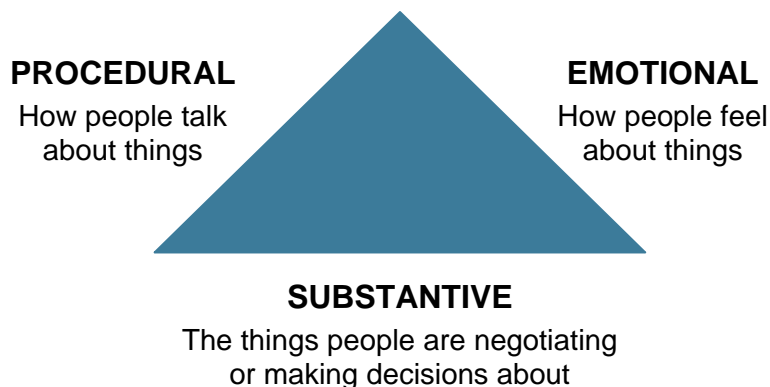 PROCEDURAL
How people talk
about things
EMOTIONAL
How people feel
about things
SUBSTANTIVE
The things people are negotiating
or making decisions about